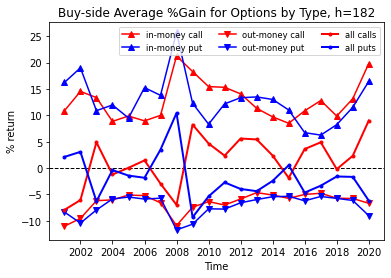 Buy-side Average %Gain for Options by Type, h=182
in-money call
out-money call
all calls
in-money put
out-money put
all puts
% return
25
20
15
10
5
0
−5
−10
2002 2004 2006 2008 2010 2012 2014 2016 2018 2020
Time